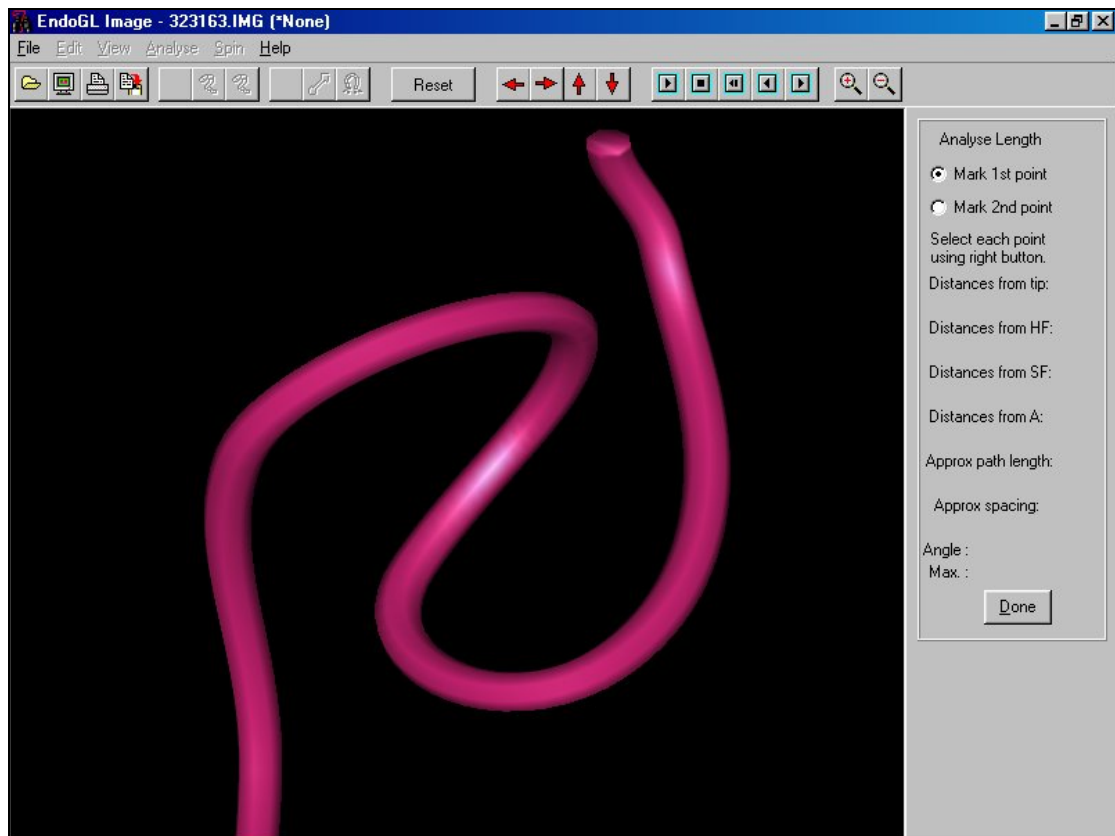 EndoGL Image - 323163.IMG (*None)
File Edit View Analyse Spin Help
Reset
Analyse Length
Mark 1st point
Mark 2nd point
Select each point
using right button.
Distances from tip:
Distances from HF:
Distances from SF:
Distances from A:
Approx path length:
Approx spacing:
Angle :
Max. :
Done